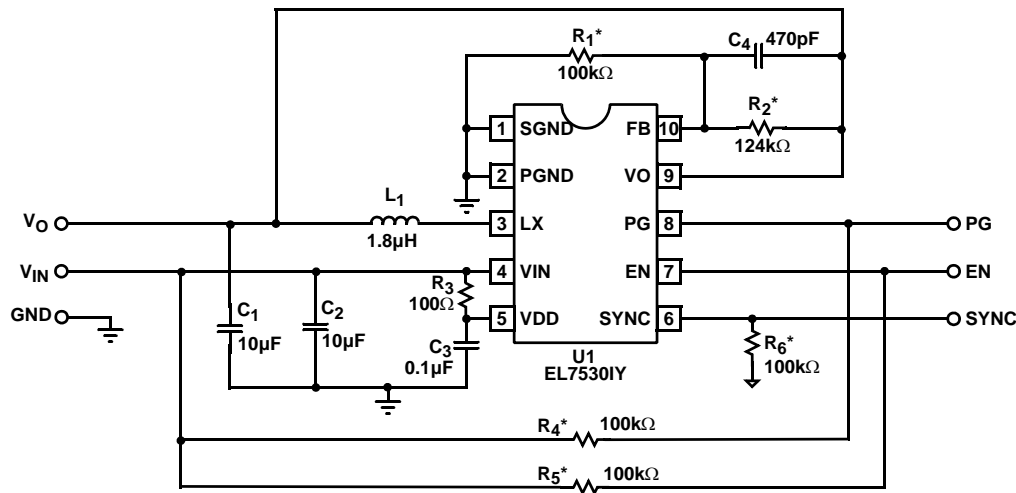 R1*
100kΩ
C4 470pF
R2*
124kΩ
1 SGND FB 10
2 PGND VO 9
L1
VO
1.8µH
3 LX PG 8 PG
VIN
4 VIN EN 7 EN
R3
100Ω
GND
5 VDD SYNC 6 SYNC
C1
10µF
C2
10µF
C3
0.1µF
U1
EL7530IY
R6*
100kΩ
R4* 100kΩ
R5* 100kΩ